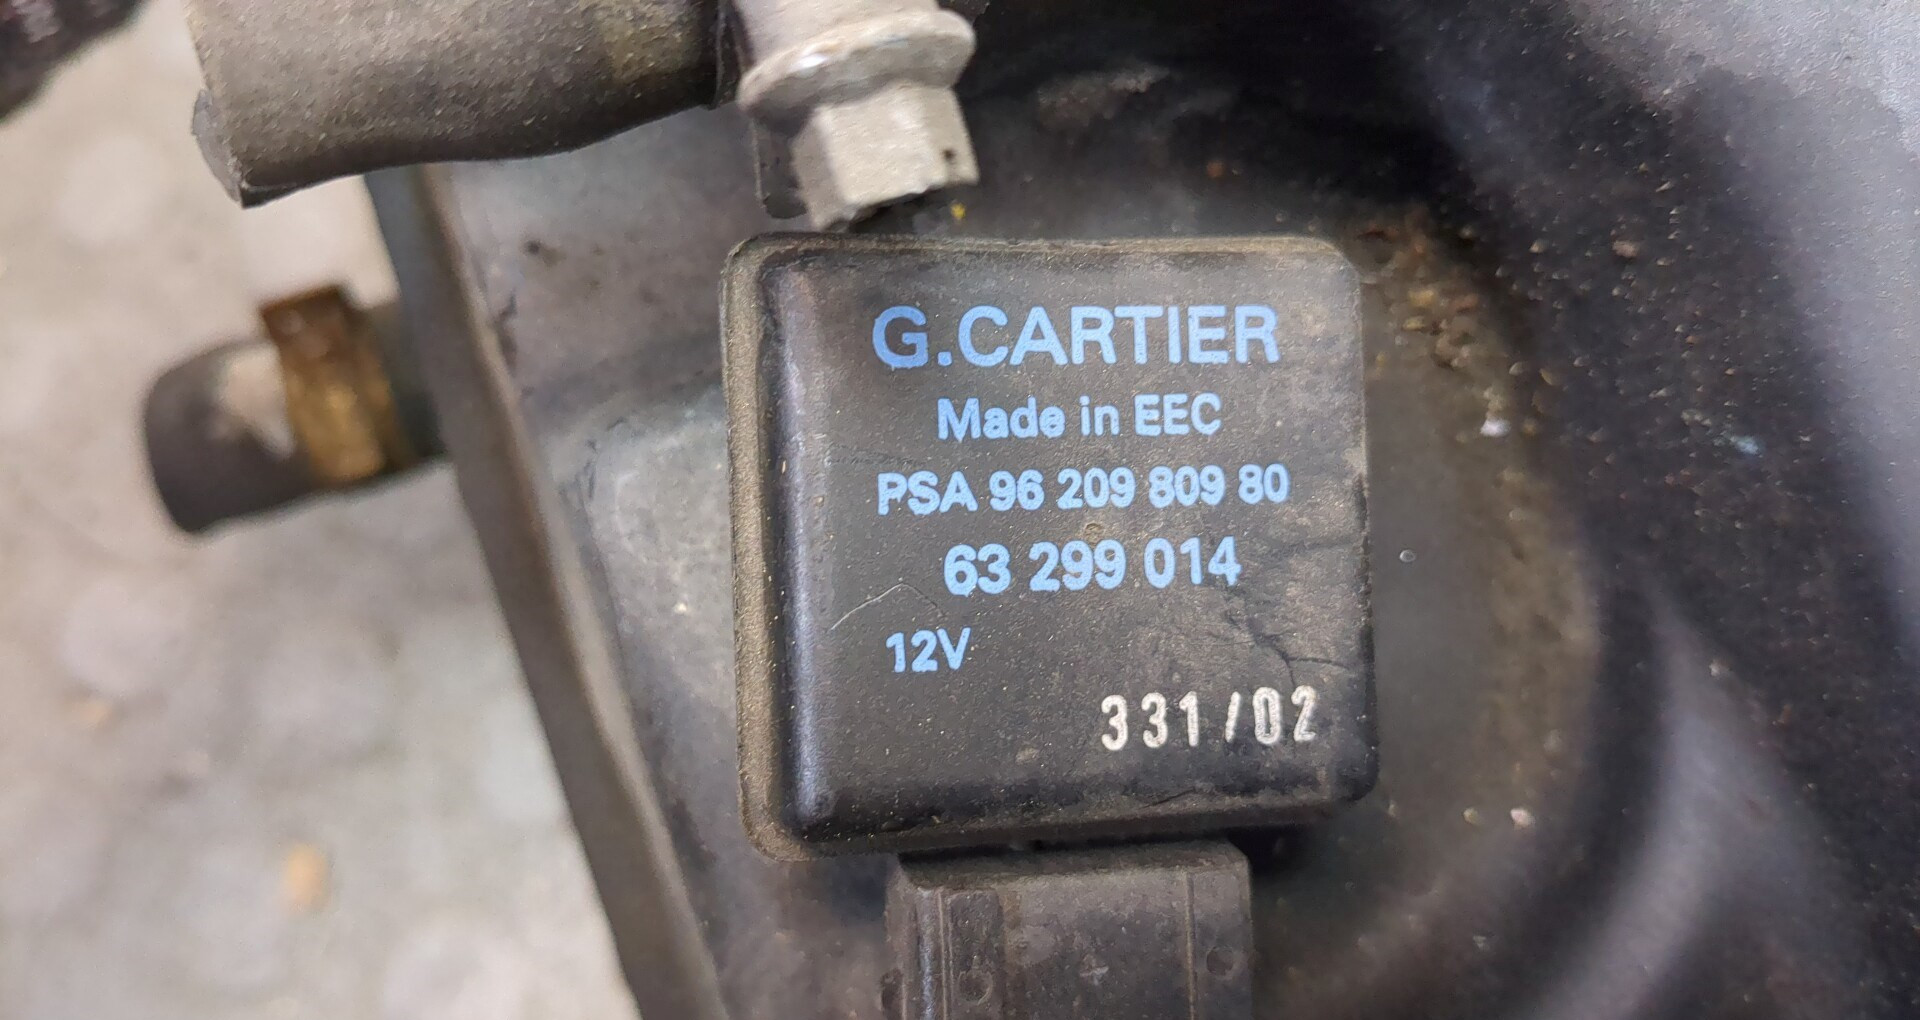 G.CARTIER
Made in EEC
PSA 96 209 809 80
63 299 014
12V
331/02